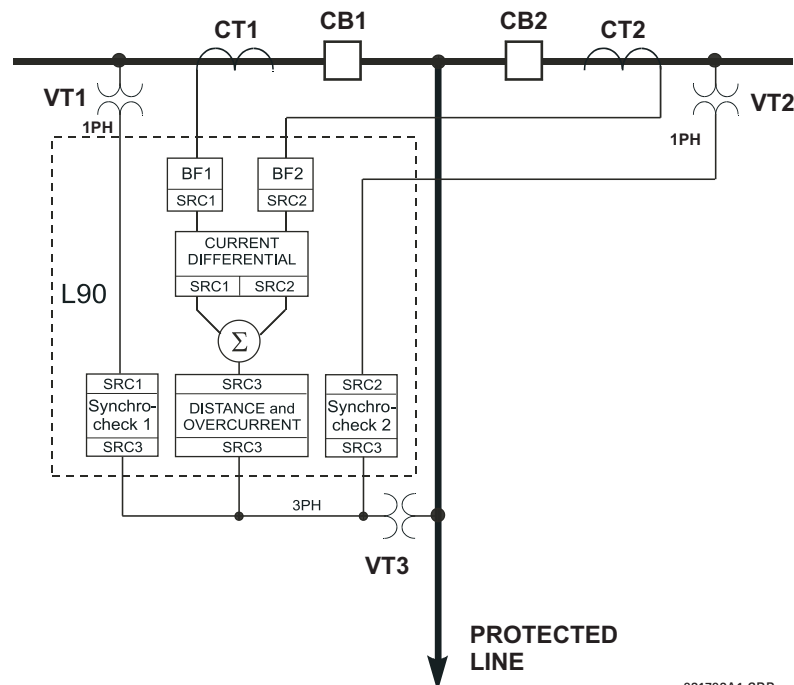 CT1
CB1
CB2
CT2
VT1
VT2
1PH
1PH
BF1
SRC1
BF2
SRC2
CURRENT
DIFFERENTIAL
SRC1
SRC2
L90
Σ
SRC1
Synchro-
check 1
SRC3
SRC3
DISTANCE and
OVERCURRENT
SRC3
SRC2
Synchro-
check 2
SRC3
3PH
VT3
PROTECTED
LINE